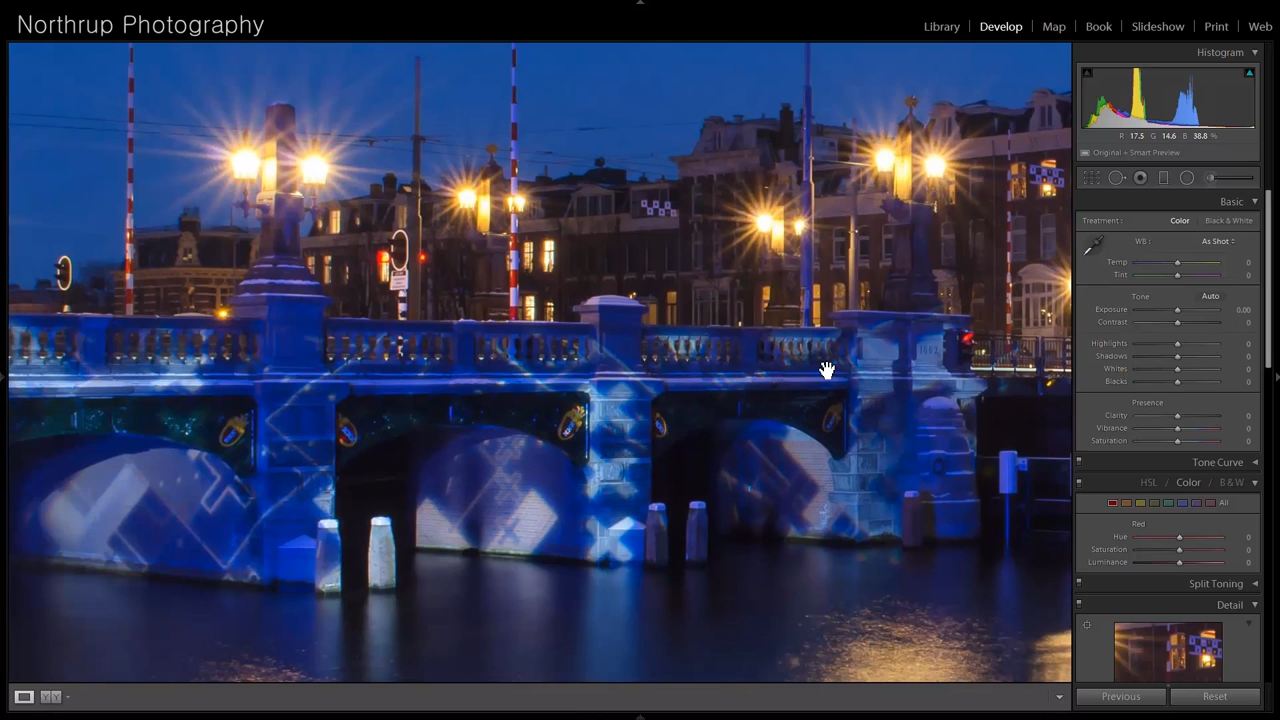 Northrup Photography
Library | Develop | Map | Book | Slideshow | Print | Web
Histogram
R 17.5 G 14.6 B 38.8 %
Original + Smart Preview
Basic
Treatment : Color Black & White
WB : As Shot
Temp 0
Tint 0
Tone Auto
Exposure 0.00
Contrast 0
Highlights 0
Shadows 0
Whites 0
Blacks 0
Presence
Clarity 0
Vibrance 0
Saturation 0
Tone Curve
HSL / Color / B & W
All
Red
Hue 0
Saturation 0
Luminance 0
Split Toning
Detail
Previous Reset